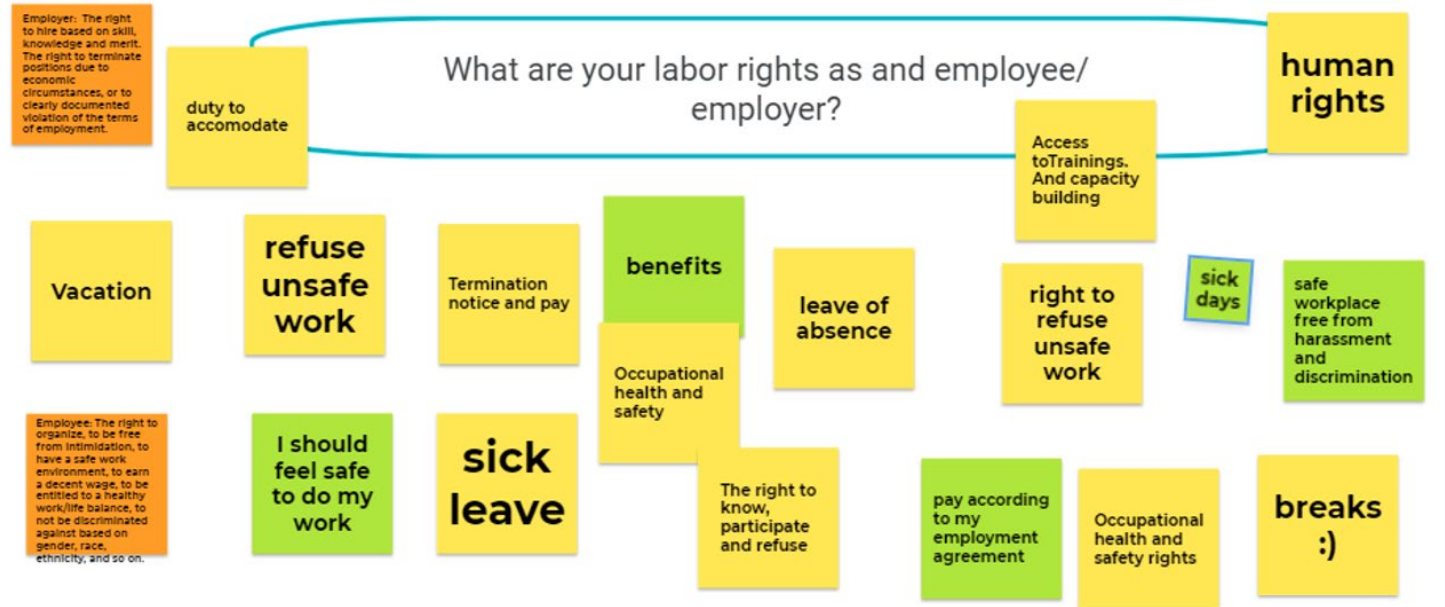 Employer: The right
to hire based on skill,
knowledge and merit.
The right to terminate
positions due to
economic
circumstances, or to
clearly documented
violation of the terms
of employment.
duty to
accomodate
What are your labor rights as and employee/
employer?
Access
toTrainings.
And capacity
building
human
rights
Vacation
refuse
unsafe
work
Termination
notice and pay
benefits
Occupational
health and
safety
leave of
absence
right to
refuse
unsafe
work
sick
days
safe
workplace
free from
harassment
and
discrimination
Employee: The right to
organize, to be free
from intimidation, to
have a safe work
environment, to earn
a decent wage, to be
entitled to a healthy
work/life balance, to
not be discriminated
against based on
gender, race,
ethnicity, and so on.
I should
feel safe
to do my
work
sick
leave
The right to
know,
participate
and refuse
pay according
to my
employment
agreement
Occupational
health and
safety rights
breaks
:)